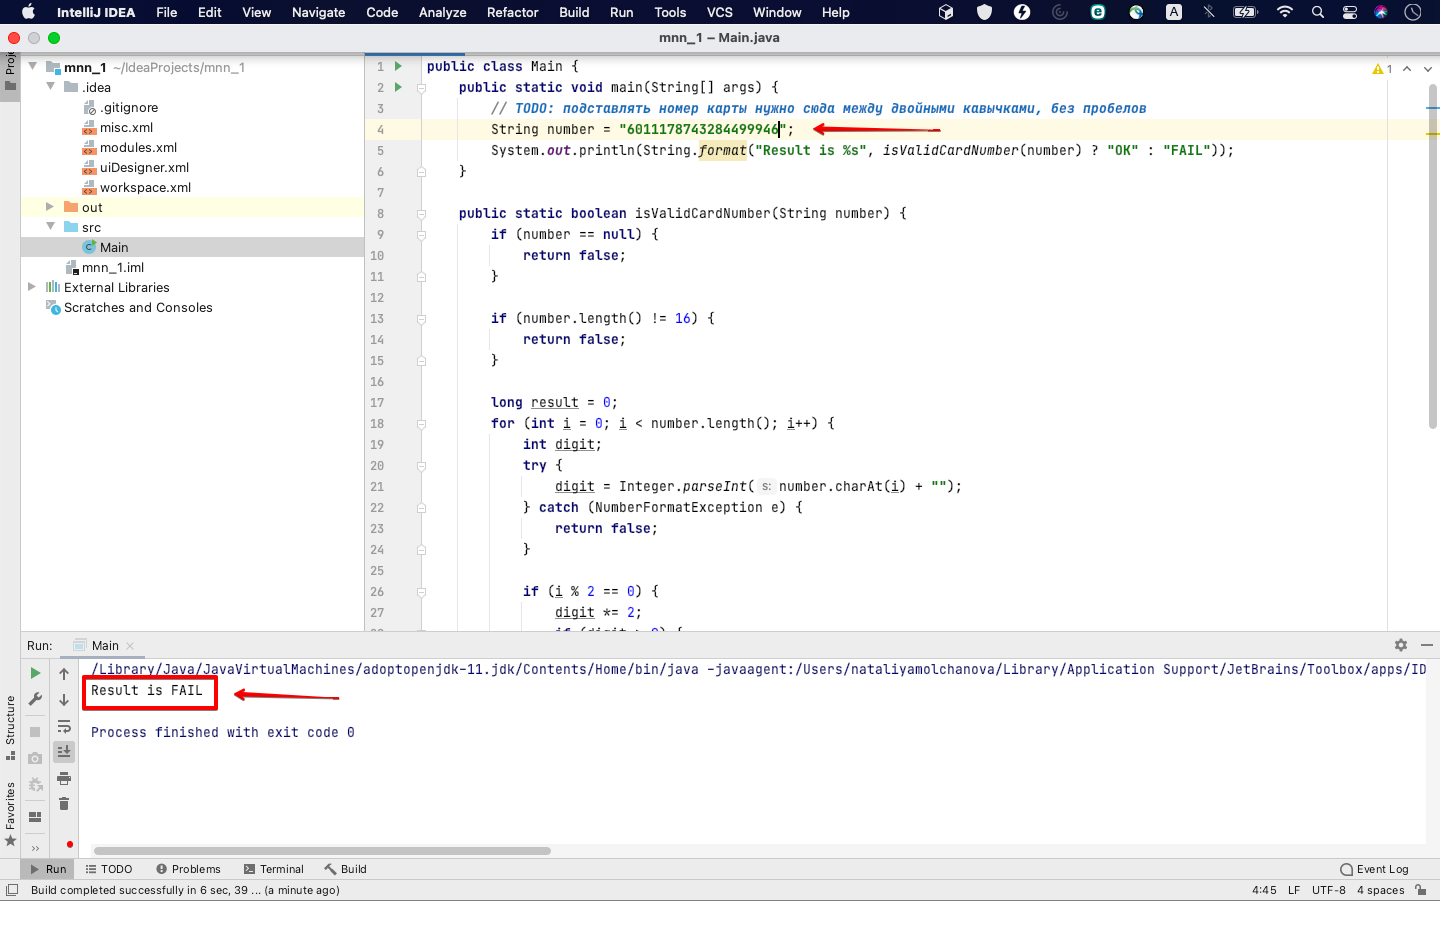 IntelliJ IDEA File Edit View Navigate Code Analyze Refactor Build Run Tools VCS Window Help
mnn_1 – Main.java
mnn_1 ~/IdeaProjects/mnn_1
.idea
.gitignore
misc.xml
modules.xml
uiDesigner.xml
workspace.xml
out
src
Main
mnn_1.iml
External Libraries
Scratches and Consoles
1 public class Main {
2 public static void main(String[] args) {
3 // TODO: подставлять номер карты нужно сюда между двойными кавычками, без пробелов
4 String number = "6011178743284499946";
5 System.out.println(String.format("Result is %s", isValidCardNumber(number) ? "OK" : "FAIL"));
6 }
7
8 public static boolean isValidCardNumber(String number) {
9 if (number == null) {
10 return false;
11 }
12
13 if (number.length() != 16) {
14 return false;
15 }
16
17 long result = 0;
18 for (int i = 0; i < number.length(); i++) {
19 int digit;
20 try {
21 digit = Integer.parseInt( s: number.charAt(i) + "");
22 } catch (NumberFormatException e) {
23 return false;
24 }
25
26 if (i % 2 == 0) {
27 digit *= 2;
1
Run: Main
/Library/Java/JavaVirtualMachines/adoptopenjdk-11.jdk/Contents/Home/bin/java -javaagent:/Users/nataliyamolchanova/Library/Application Support/JetBrains/Toolbox/apps/ID
Result is FAIL
Process finished with exit code 0
Structure
Favorites
Run TODO Problems Terminal Build Event Log
Build completed successfully in 6 sec, 39 ... (a minute ago) 4:45 LF UTF-8 4 spaces